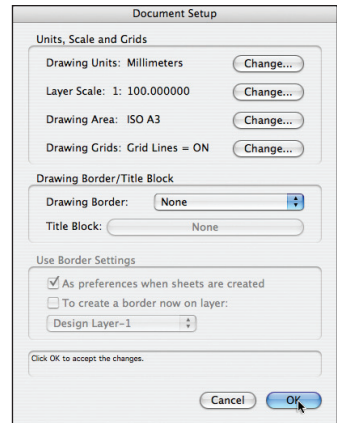 Document Setup
Units, Scale and Grids
Drawing Units: Millimeters Change...
Layer Scale: 1: 100.000000 Change...
Drawing Area: ISO A3 Change...
Drawing Grids: Grid Lines = ON Change...
Drawing Border/Title Block
Drawing Border: None
Title Block: None
Use Border Settings
As preferences when sheets are created
To create a border now on layer:
Design Layer-1
Click OK to accept the changes.
Cancel OK